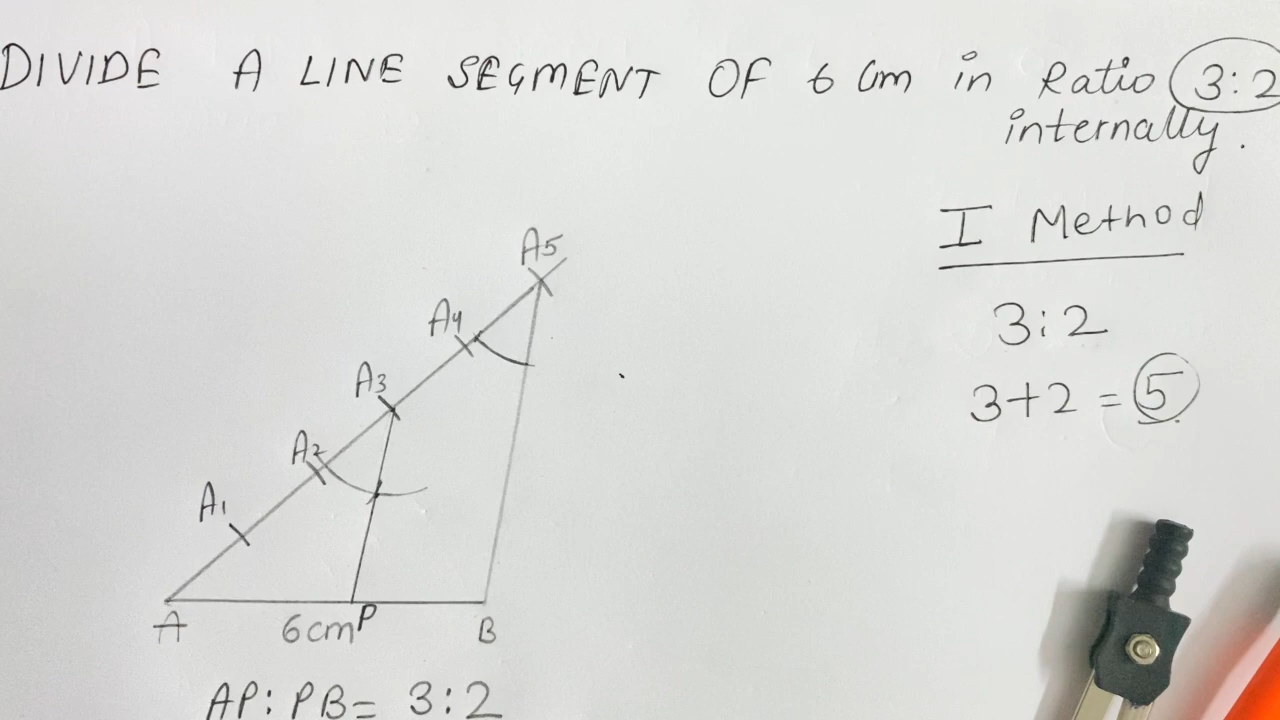 DIVIDE A LINE SEGMENT OF 6 cm in Ratio 3:2
internally.
I Method
3:2
3+2 = 5
A5
A4
A3
A2
A1
A 6cm P B
AP:PB= 3:2